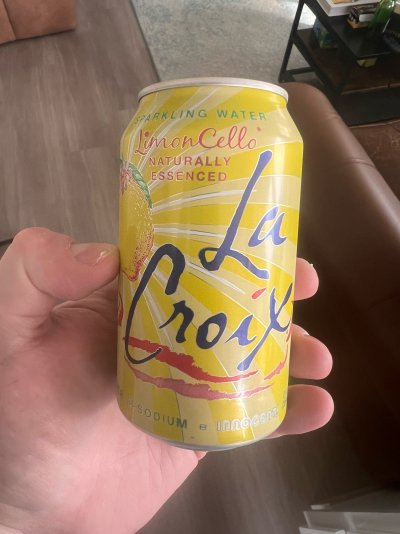 SPARKLING WATER
LimonCello
NATURALLY
ESSENCED
La
Croix
SODIUM = INNOCENT